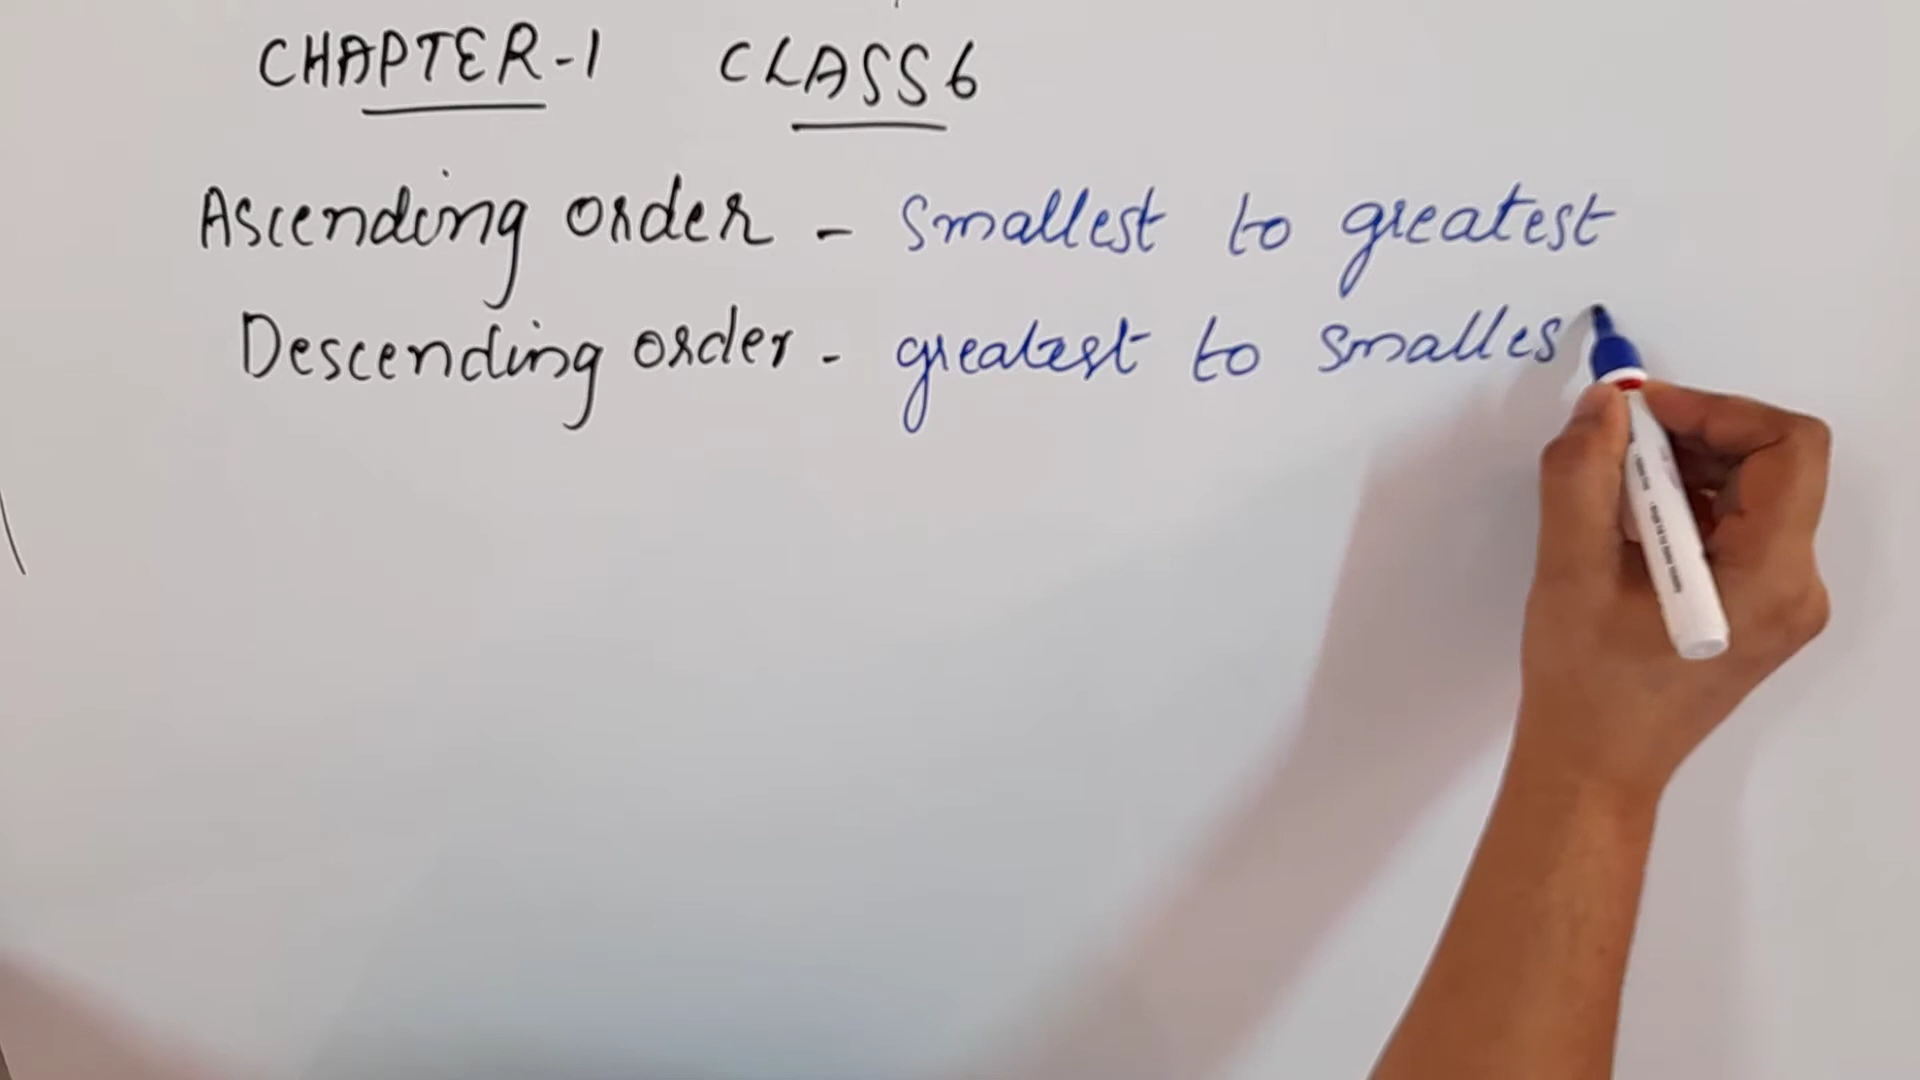 CHAPTER-1 CLASS 6
Ascending order - smallest to greatest
Descending order - greatest to smalles